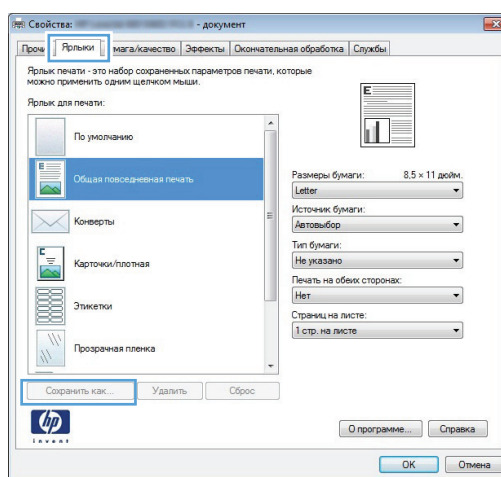 Свойства: - документ
Ярлыки мага/качество Эффекты Окончательная обработка Службы
Ярлык печати - это набор сохраненных параметров печати, которые
можно применить одним щелчком мыши.
Ярлык для печати:
По умолчанию
Общая повседневная печать
Конверты
Карточки/плотная
Этикетки
Прозрачная пленка
Сохранить как...
Удалить
Сброс
E
Размеры бумаги: 8,5 × 11 дюйм.
Letter
Источник бумаги:
Автовыбор
Тип бумаги:
Не указано
Печать на обеих сторонах:
Нет
Страниц на листе:
1 стр. на листе
hp
invent
О программе...
Справка
OK
Отмена